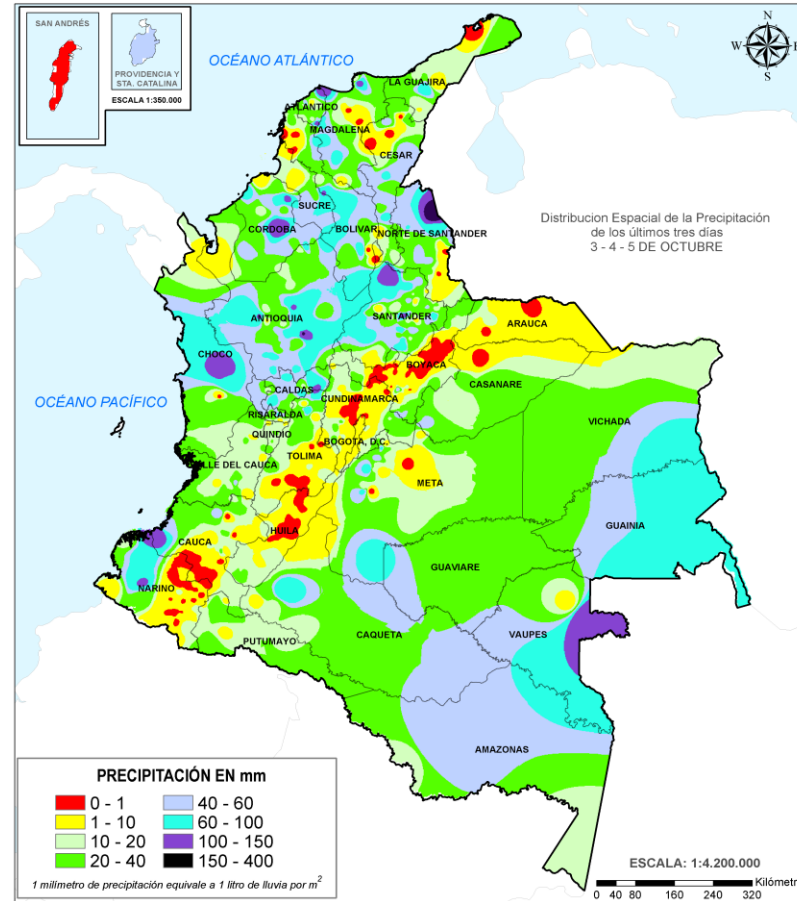 SAN ANDRÉS
PROVIDENCIA Y
STA. CATALINA
ESCALA 1:350.000
OCÉANO ATLÁNTICO
N
W
E
S
LA GUAJIRA
ATLANTICO
MAGDALENA
CESAR
SUCRE
CORDOBA
BOLIVAR
NORTE DE SANTANDER
Distribucion Espacial de la Precipitación
de los últimos tres días
3 - 4 - 5 DE OCTUBRE
ANTIOQUIA
SANTANDER
ARAUCA
CHOCO
BOYACA
CASANARE
CALDAS
CUNDINAMARCA
OCÉANO PACÍFICO
RISARALDA
VICHADA
QUINDIO
BOGOTA, D.C.
TOLIMA
VALLE DEL CAUCA
META
GUAINIA
HUILA
CAUCA
GUAVIARE
NARIÑO
VAUPES
CAQUETA
PUTUMAYO
AMAZONAS
PRECIPITACIÓN EN mm
0 - 1
40 - 60
1 - 10
60 - 100
10 - 20
100 - 150
20 - 40
150 - 400
1 milímetro de precipitación equivale a 1 litro de lluvia por m²
ESCALA: 1:4.200.000
Kilómetr
0 40 80 160 240 320